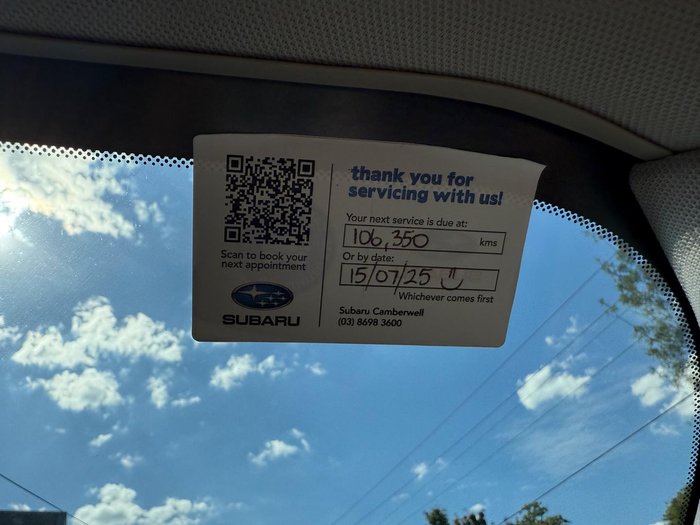 Scan to book your
next appointment
SUBARU
thank you for
servicing with us!
Your next service is due at:
106,350 kms
Or by date:
15/07/25
Whichever comes first
Subaru Camberwell
(03) 8698 3600